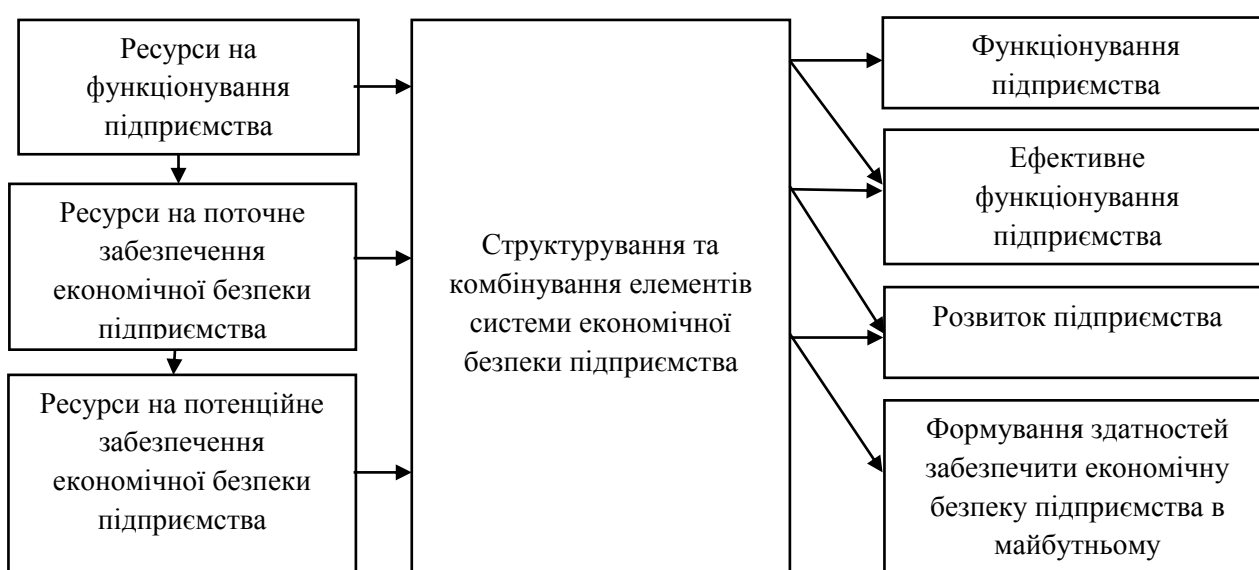 Ресурси на
функціонування
підприємства
Ресурси на поточне
забезпечення
економічної безпеки
підприємства
Ресурси на потенційне
забезпечення
економічної безпеки
підприємства
Структурування та
комбінування елементів
системи економічної
безпеки підприємства
Функціонування
підприємства
Ефективне
функціонування
підприємства
Розвиток підприємства
Формування здатностей
забезпечити економічну
безпеку підприємства в
майбутньому